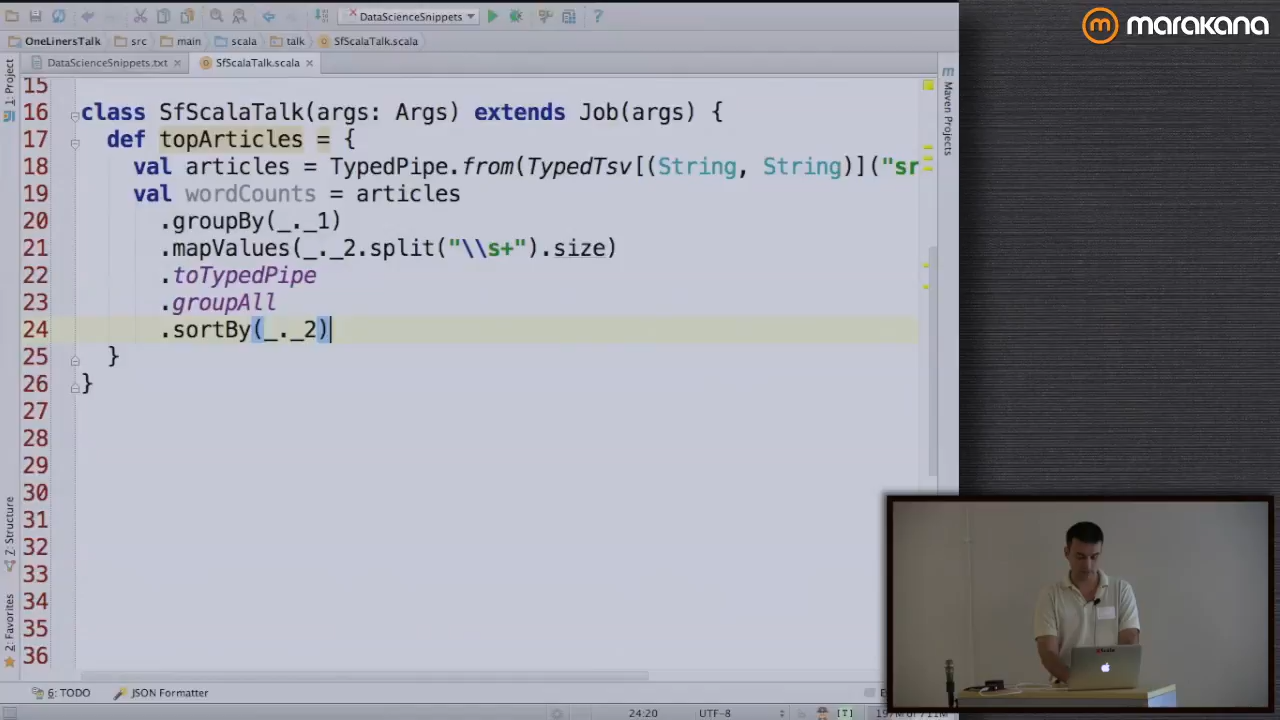 DataScienceSnippets
marakana
OneLinersTalk src main scala talk SfScalaTalk.scala
DataScienceSnippets.txt SfScalaTalk.scala
1: Project
Maven Projects
15
16 class SfScalaTalk(args: Args) extends Job(args) {
17 def topArticles = {
18 val articles = TypedPipe.from(TypedTsv[(String, String)]("sr
19 val wordCounts = articles
20 .groupBy(_._1)
21 .mapValues(_._2.split("\\s+").size)
22 .toTypedPipe
23 .groupAll
24 .sortBy(_._2)
25 }
26 }
27
28
29
30
31
32
33
34
35
36
7: Structure
2: Favorites
6: TODO JSON Formatter
24:20 UTF-8 [T]